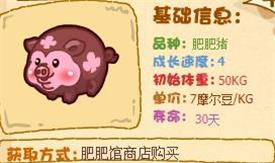 基础信息：
品种：肥肥猪
成长速度：4
初始体重：50KG
单价：7摩尔豆/KG
寿命：30天
获取方式：肥肥馆商店购买